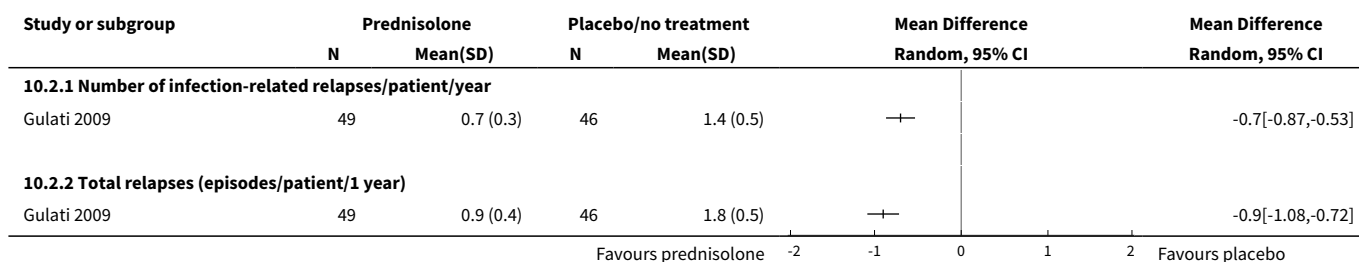 Study or subgroup Prednisolone Placebo/no treatment Mean Difference Mean Difference
N Mean(SD) N Mean(SD) Random, 95% CI Random, 95% CI
10.2.1 Number of infection-related relapses/patient/year
Gulati 2009 49 0.7 (0.3) 46 1.4 (0.5) -0.7[-0.87,-0.53]
10.2.2 Total relapses (episodes/patient/1 year)
Gulati 2009 49 0.9 (0.4) 46 1.8 (0.5) -0.9[-1.08,-0.72]
Favours prednisolone -2 -1 0 1 2 Favours placebo